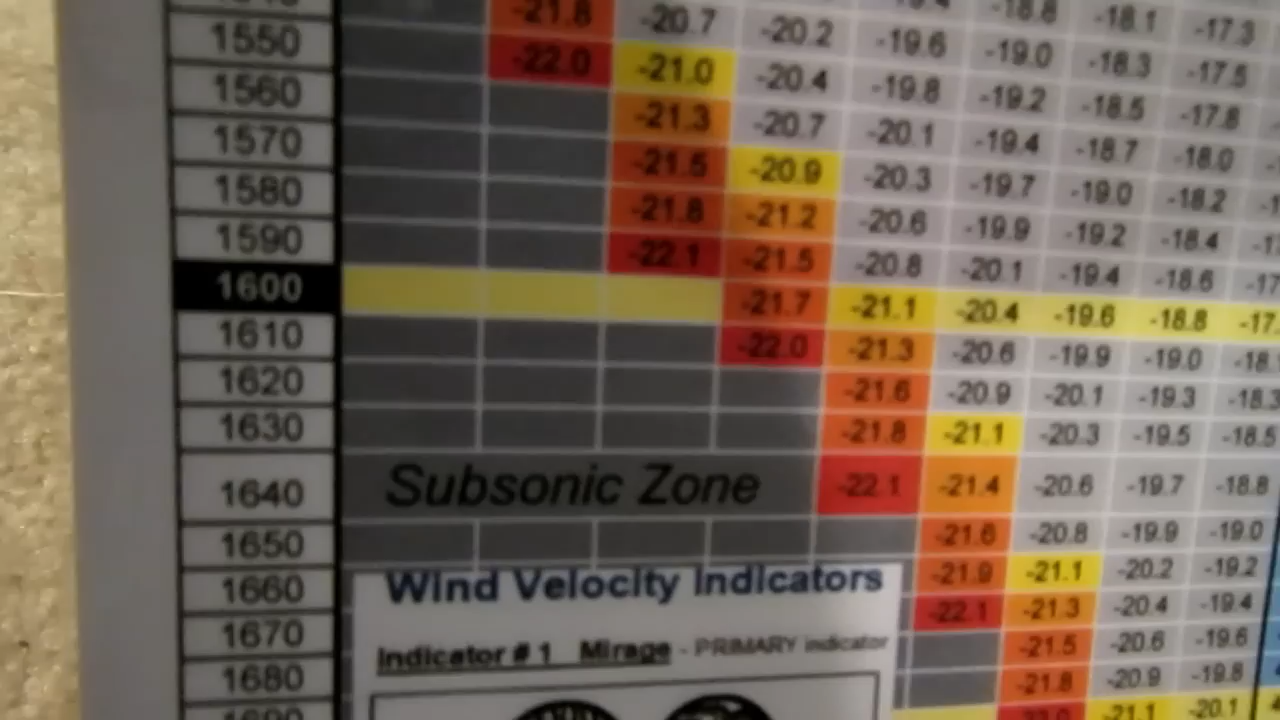 -18.8 -18.1 -17.3
-21.8 -20.7 -20.2 -19.6 -19.0 -18.3 -17.5
1550 -22.0 -21.0 -20.4 -19.8 -19.2 -18.5 -17.8
1560 -21.3 -20.7 -20.1 -19.4 -18.7 -18.0
1570 -21.5 -20.9 -20.3 -19.7 -19.0 -18.2
1580 -21.8 -21.2 -20.6 -19.9 -19.2 -18.4
1590 -22.1 -21.5 -20.8 -20.1 -19.4 -18.6 -17
1600 -21.7 -21.1 -20.4 -19.6 -18.8 -17.
1610 -22.0 -21.3 -20.6 -19.9 -19.0 -18.
1620 -21.6 -20.9 -20.1 -19.3 -18.3
1630 -21.8 -21.1 -20.3 -19.5 -18.5
1640 Subsonic Zone -22.1 -21.4 -20.6 -19.7 -18.8
1650 -21.6 -20.8 -19.9 -19.0
1660 -21.9 -21.1 -20.2 -19.2
1670 -22.1 -21.3 -20.4 -19.4
1680 -21.5 -20.6 -19.6
1690 -21.8 -20.9 -19.8
-22.0 -21.1 -20.1
Wind Velocity Indicators
Indicator # 1 Mirage - PRIMARY indicator